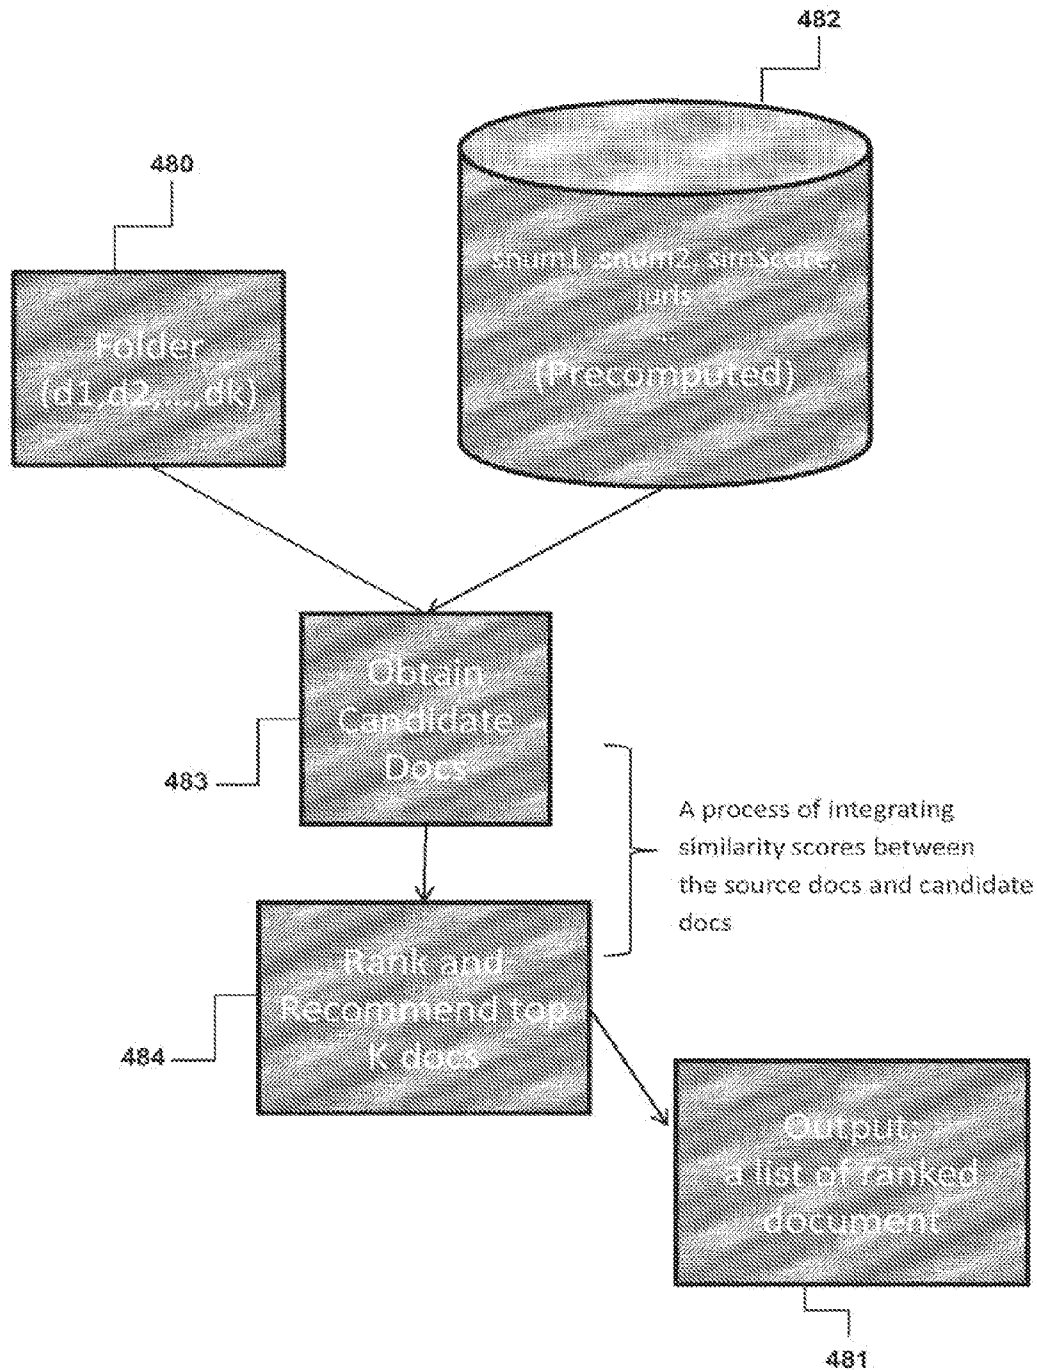 482
480
snum1, snum2, simScore,
juris
..
(Precomputed)
Folder
(d1,d2,...,dk)
Obtain
Candidate
Docs
483
A process of integrating
similarity scores between
the source docs and candidate
docs
Rank and
Recommend top
K docs
484
Output:
a list of ranked
document
481